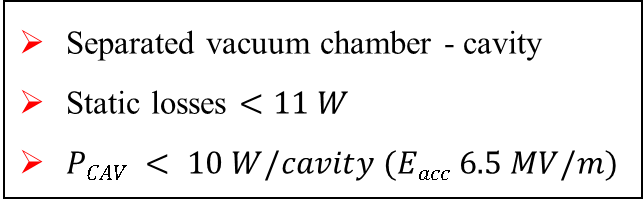 ➢ Separated vacuum chamber - cavity
➢ Static losses < 11 W
➢ P_CAV < 10 W/cavity (E_acc 6.5 MV/m)